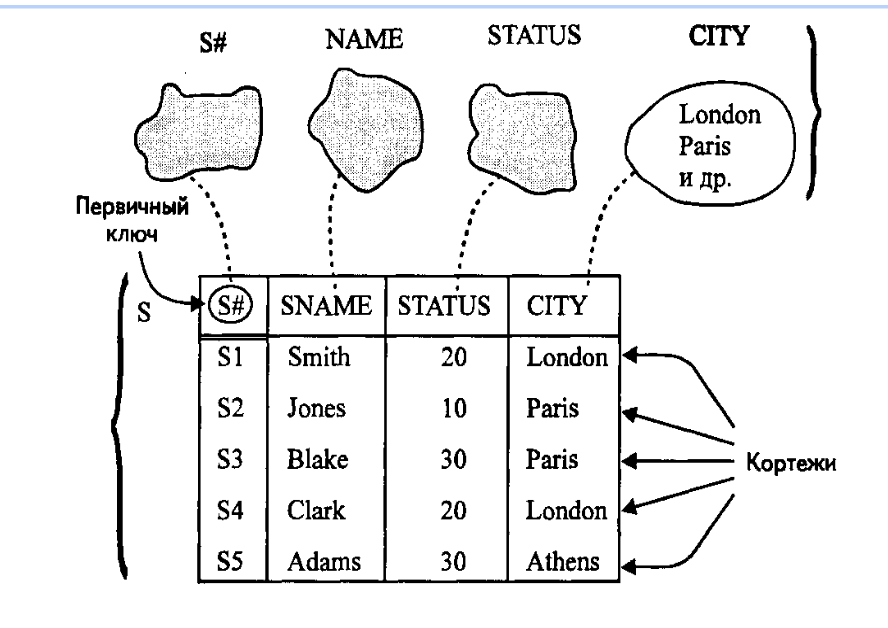 S# NAME STATUS CITY
London
Paris
и др.
Первичный
ключ
S
S# SNAME STATUS CITY
S1 Smith 20 London
S2 Jones 10 Paris
S3 Blake 30 Paris
S4 Clark 20 London
S5 Adams 30 Athens
Кортежи